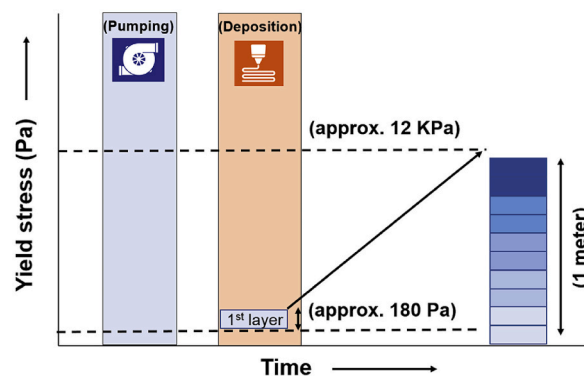 (Pumping)
(Deposition)
Yield stress (Pa)
(approx. 12 KPa)
1st layer
(approx. 180 Pa)
(1 meter)
Time